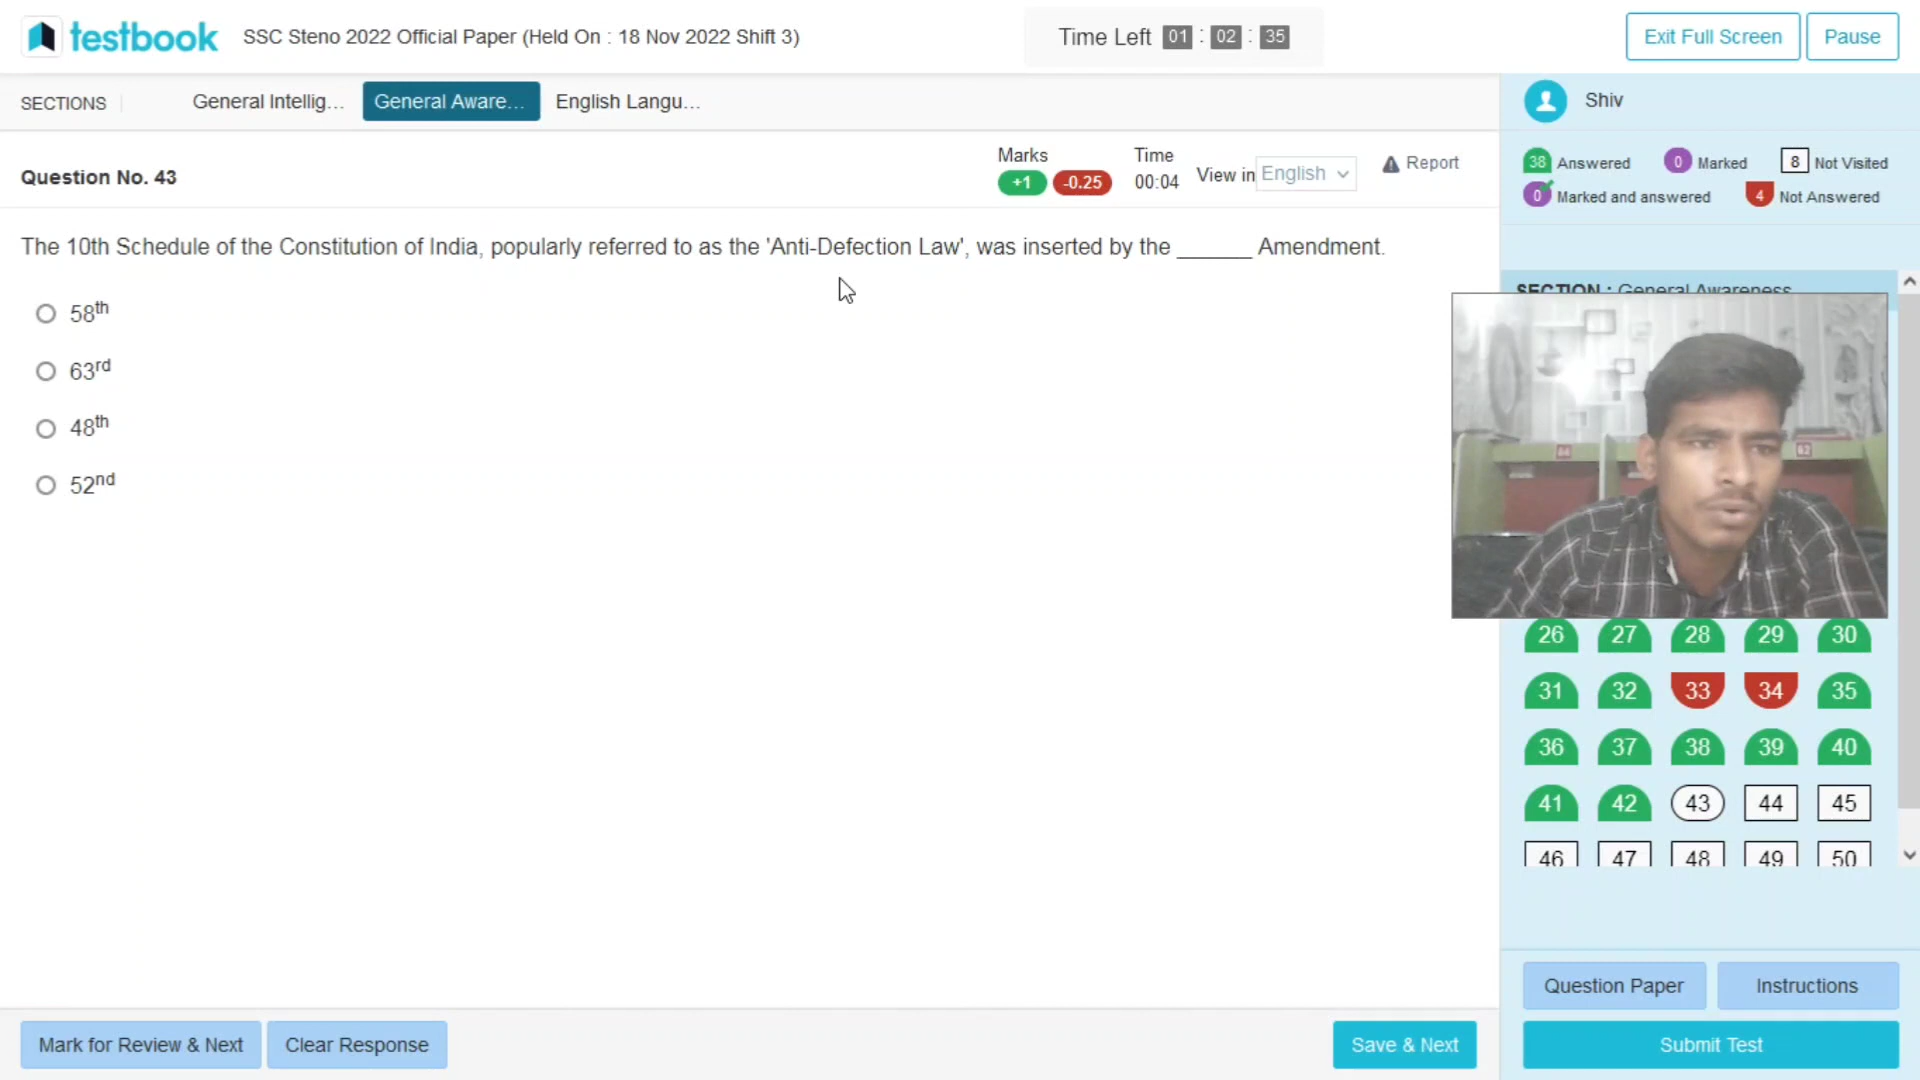 testbook SSC Steno 2022 Official Paper (Held On : 18 Nov 2022 Shift 3) Time Left 01 : 02 : 35 Exit Full Screen Pause
SECTIONS General Intellig... General Aware... English Langu...
Shiv
Question No. 43
Marks
+1 -0.25
Time
00:04
View in English
Report
38 Answered 0 Marked 8 Not Visited
0 Marked and answered 4 Not Answered
The 10th Schedule of the Constitution of India, popularly referred to as the 'Anti-Defection Law', was inserted by the ______ Amendment.
58th
63rd
48th
52nd
SECTION : General Awareness
26 27 28 29 30
31 32 33 34 35
36 37 38 39 40
41 42 43 44 45
46 47 48 49 50
Question Paper Instructions
Mark for Review & Next Clear Response Save & Next Submit Test